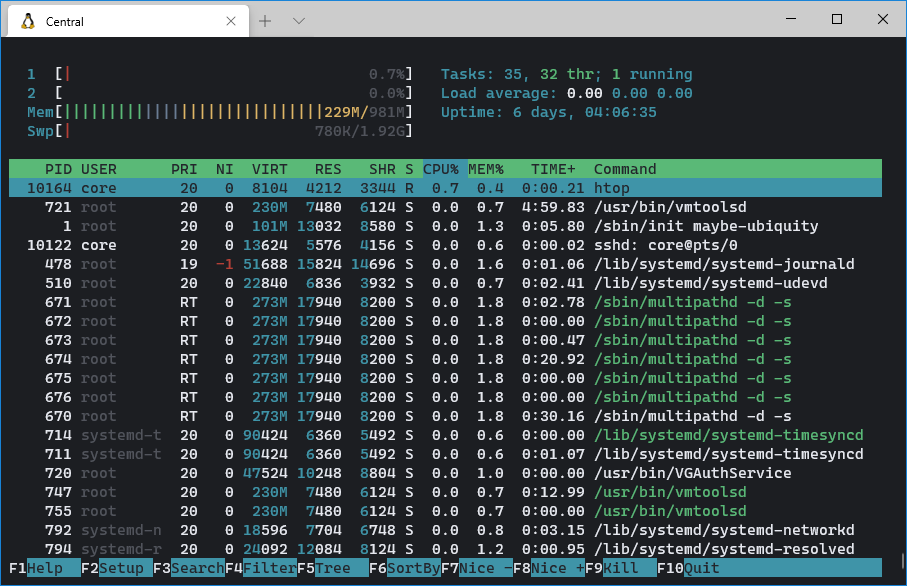 Central
1 [| 0.7%] Tasks: 35, 32 thr; 1 running
2 [ 0.0%] Load average: 0.00 0.00 0.00
Mem[|||||||||||||||||||||||||||||229M/981M] Uptime: 6 days, 04:06:35
Swp[| 780K/1.92G]
PID USER PRI NI VIRT RES SHR S CPU% MEM% TIME+ Command
10164 core 20 0 8104 4212 3344 R 0.7 0.4 0:00.21 htop
721 root 20 0 230M 7480 6124 S 0.0 0.7 4:59.83 /usr/bin/vmtoolsd
1 root 20 0 101M 13032 8580 S 0.0 1.3 0:05.80 /sbin/init maybe-ubiquity
10122 core 20 0 13624 5576 4156 S 0.0 0.6 0:00.02 sshd: core@pts/0
478 root 19 -1 51688 15824 14696 S 0.0 1.6 0:01.06 /lib/systemd/systemd-journald
510 root 20 0 22840 6836 3932 S 0.0 0.7 0:02.41 /lib/systemd/systemd-udevd
671 root RT 0 273M 17940 8200 S 0.0 1.8 0:02.78 /sbin/multipathd -d -s
672 root RT 0 273M 17940 8200 S 0.0 1.8 0:00.00 /sbin/multipathd -d -s
673 root RT 0 273M 17940 8200 S 0.0 1.8 0:00.47 /sbin/multipathd -d -s
674 root RT 0 273M 17940 8200 S 0.0 1.8 0:20.92 /sbin/multipathd -d -s
675 root RT 0 273M 17940 8200 S 0.0 1.8 0:00.00 /sbin/multipathd -d -s
676 root RT 0 273M 17940 8200 S 0.0 1.8 0:00.00 /sbin/multipathd -d -s
670 root RT 0 273M 17940 8200 S 0.0 1.8 0:30.16 /sbin/multipathd -d -s
714 systemd-t 20 0 90424 6360 5492 S 0.0 0.6 0:00.00 /lib/systemd/systemd-timesyncd
711 systemd-t 20 0 90424 6360 5492 S 0.0 0.6 0:01.07 /lib/systemd/systemd-timesyncd
720 root 20 0 47524 10248 8804 S 0.0 1.0 0:00.00 /usr/bin/VGAuthService
747 root 20 0 230M 7480 6124 S 0.0 0.7 0:12.99 /usr/bin/vmtoolsd
755 root 20 0 230M 7480 6124 S 0.0 0.7 0:00.00 /usr/bin/vmtoolsd
792 systemd-n 20 0 18596 7704 6748 S 0.0 0.8 0:03.15 /lib/systemd/systemd-networkd
794 systemd-r 20 0 24092 12084 8124 S 0.0 1.2 0:00.95 /lib/systemd/systemd-resolved
F1Help F2Setup F3SearchF4FilterF5Tree F6SortByF7Nice -F8Nice +F9Kill F10Quit